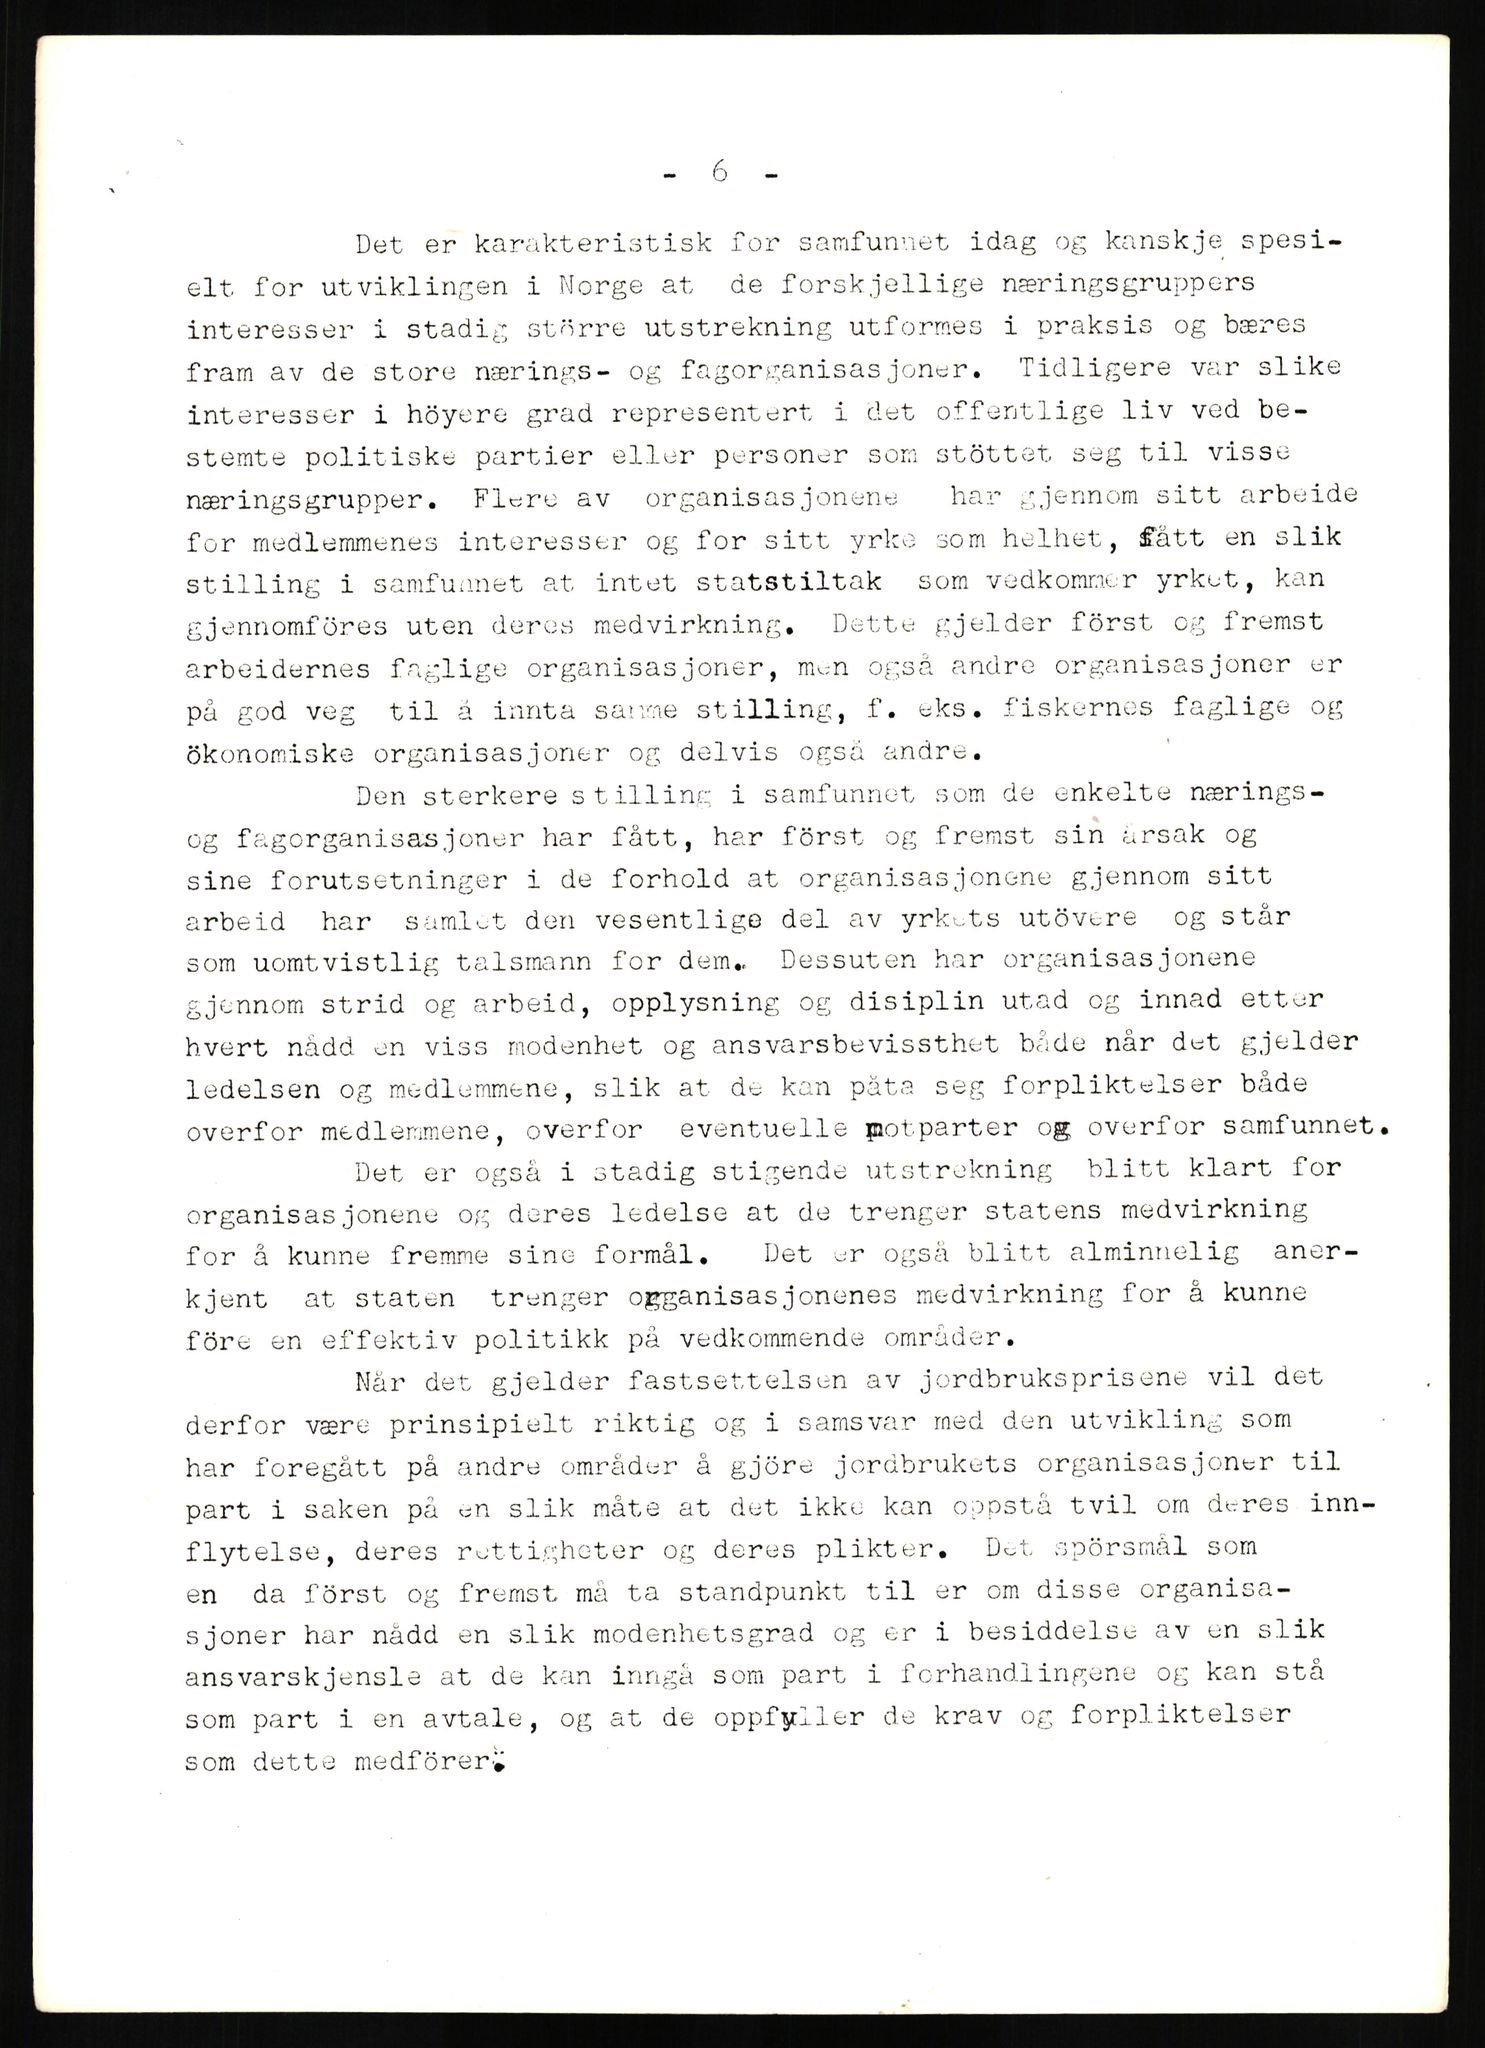 - 6 -
Det er karakteristisk for samfunnet idag og kanskje spesi-
elt for utviklingen i Norge at de forskjellige næringsgruppers
interesser i stadig större utstrekning utformes i praksis og bæres
fram av de store nærings- og fagorganisasjoner. Tidligere var slike
interesser i höyere grad representert i det offentlige liv ved be-
stemte politiske partier eller personer som stöttet seg til visse
næringsgrupper. Flere av organisasjonene har gjennom sitt arbeide
for medlemmenes interesser og for sitt yrke som helhet, fått en slik
stilling i samfunnet at intet statstiltak som vedkommer yrket, kan
gjennomföres uten deres medvirkning. Dette gjelder först og fremst
arbeidernes faglige organisasjoner, men også andre organisasjoner er
på god veg til å innta samme stilling, f. eks. fiskernes faglige og
ökonomiske organisasjoner og delvis også andre.
Den sterkere stilling i samfunnet som de enkelte nærings-
og fagorganisasjoner har fått, har först og fremst sin årsak og
sine forutsetninger i de forhold at organisasjonene gjennom sitt
arbeid har samlet den vesentlige del av yrkets utövere og står
som uomtvistlig talsmann for dem. Dessuten har organisasjonene
gjennom strid og arbeid, opplysning og disiplin utad og innad etter
hvert nådd en viss modenhet og ansvarsbevissthet både når det gjelder
ledelsen og medlemmene, slik at de kan påta seg forpliktelser både
overfor medlemmene, overfor eventuelle motparter og overfor samfunnet.
Det er også i stadig stigende utstrekning blitt klart for
organisasjonene og deres ledelse at de trenger statens medvirkning
for å kunne fremme sine formål. Det er også blitt alminnelig aner-
kjent at staten trenger organisasjonenes medvirkning for å kunne
före en effektiv politikk på vedkommende områder.
Når det gjelder fastsettelsen av jordbruksprisene vil det
derfor være prinsipielt riktig og i samsvar med den utvikling som
har foregått på andre områder å gjöre jordbrukets organisasjoner til
part i saken på en slik måte at det ikke kan oppstå tvil om deres inn-
flytelse, deres rettigheter og deres plikter. Det spörsmål som
en da först og fremst må ta standpunkt til er om disse organisa-
sjoner har nådd en slik modenhetsgrad og er i besiddelse av en slik
ansvarskjensle at de kan inngå som part i forhandlingene og kan stå
som part i en avtale, og at de oppfyller de krav og forpliktelser
som dette medförer.